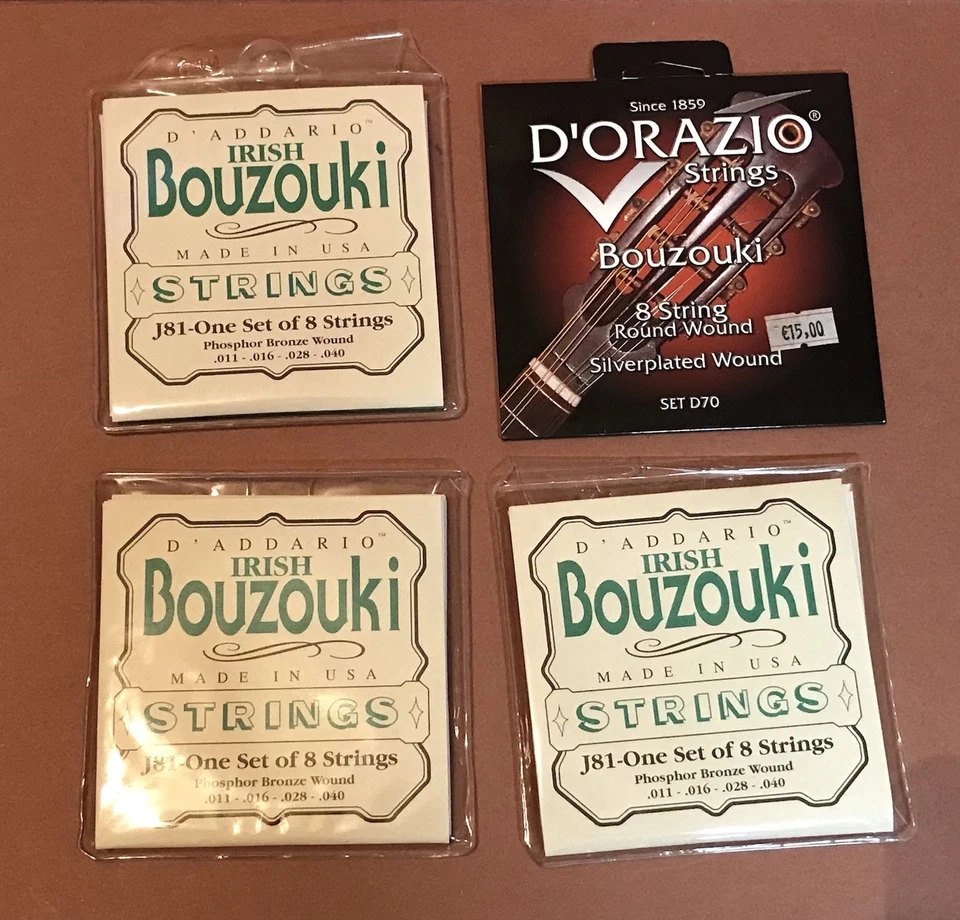 D'ADDARIO™
IRISH
Bouzouki
MADE IN USA
STRINGS
J81-One Set of 8 Strings
Phosphor Bronze Wound
.011 - .016 - .028 - .040
Since 1859
D'ORAZIO®
Strings
Bouzouki
8 String
Round Wound
€15,00
Silverplated Wound
SET D70
D'ADDARIO™
IRISH
Bouzouki
MADE IN USA
STRINGS
J81-One Set of 8 Strings
Phosphor Bronze Wound
.011 - .016 - .028 - .040
D'ADDARIO™
IRISH
Bouzouki
MADE IN USA
STRINGS
J81-One Set of 8 Strings
Phosphor Bronze Wound
.011 - .016 - .028 - .040